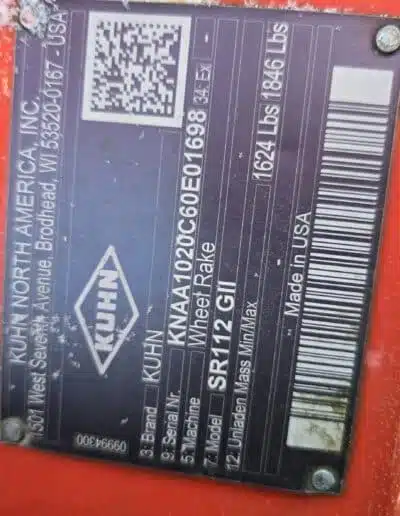 KUHN NORTH AMERICA, INC.
1501 West Seventh Avenue, Brodhead, WI 53520-0167 - USA
KUHN
09994300
3: Brand KUHN
9: Serial Nr. KNAA1020C60E01698 34: Ex -
5: Machine Wheel Rake
7: Model SR112 GII
12: Unladen Mass Min/Max 1624 Lbs 1846 Lbs
Made in USA